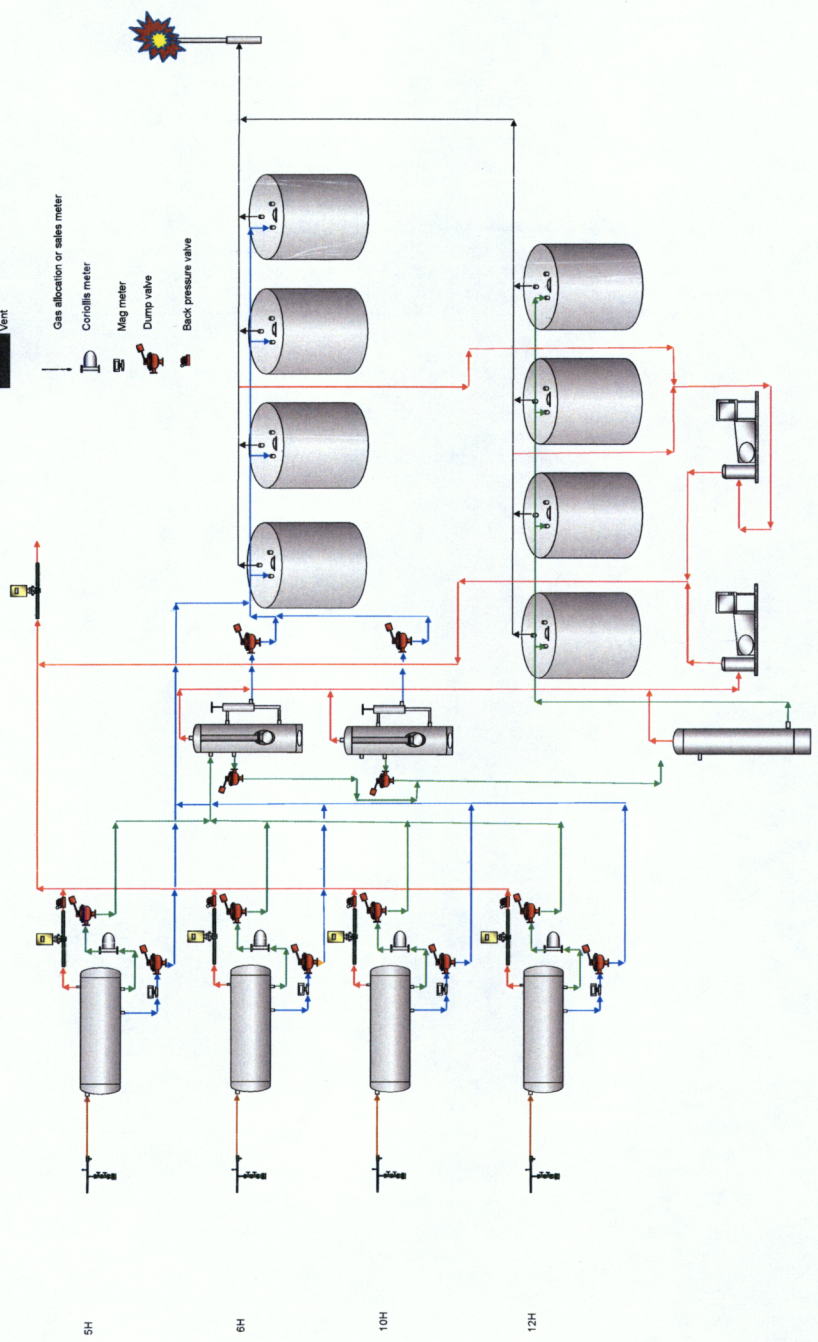 Vent
Gas allocation or sales meter
Coriollis meter
Mag meter
Dump valve
Back pressure valve
5H
6H
10H
12H